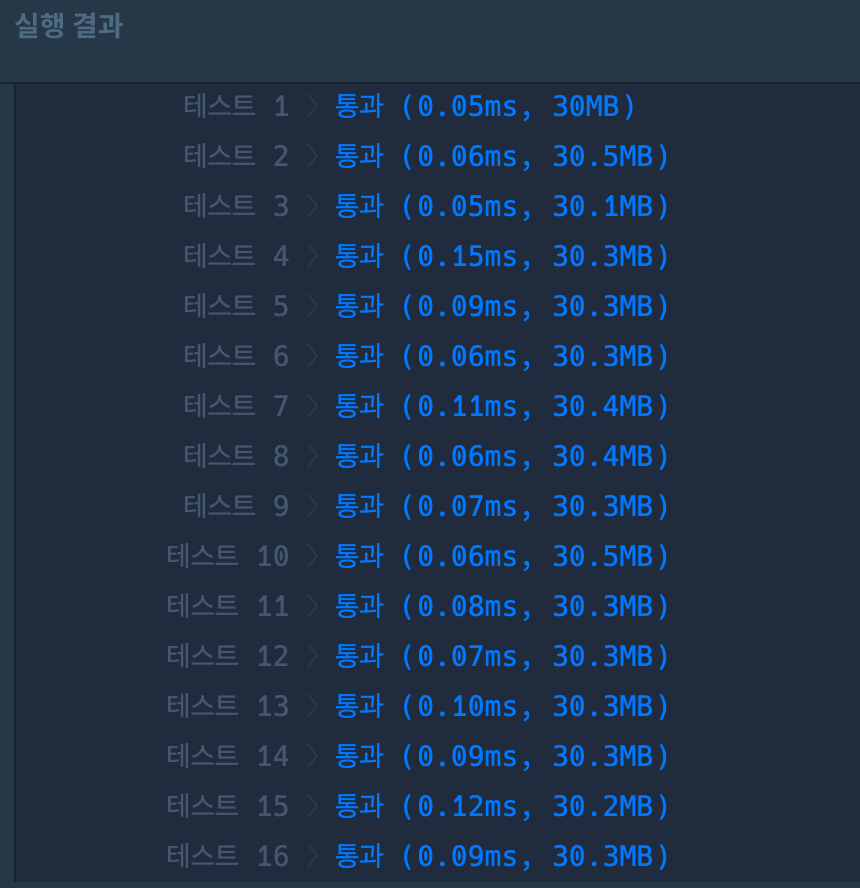 실행 결과
테스트 1 > 통과 (0.05ms, 30MB)
테스트 2 > 통과 (0.06ms, 30.5MB)
테스트 3 > 통과 (0.05ms, 30.1MB)
테스트 4 > 통과 (0.15ms, 30.3MB)
테스트 5 > 통과 (0.09ms, 30.3MB)
테스트 6 > 통과 (0.06ms, 30.3MB)
테스트 7 > 통과 (0.11ms, 30.4MB)
테스트 8 > 통과 (0.06ms, 30.4MB)
테스트 9 > 통과 (0.07ms, 30.3MB)
테스트 10 > 통과 (0.06ms, 30.5MB)
테스트 11 > 통과 (0.08ms, 30.3MB)
테스트 12 > 통과 (0.07ms, 30.3MB)
테스트 13 > 통과 (0.10ms, 30.3MB)
테스트 14 > 통과 (0.09ms, 30.3MB)
테스트 15 > 통과 (0.12ms, 30.2MB)
테스트 16 > 통과 (0.09ms, 30.3MB)